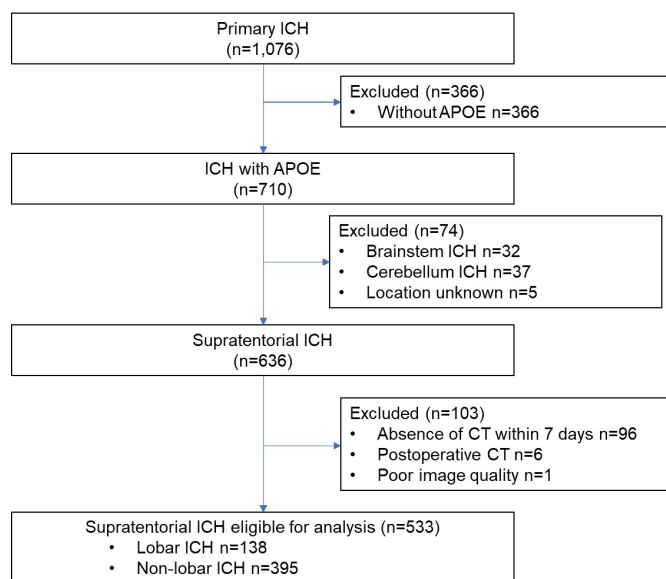 Primary ICH
(n=1,076)
Excluded (n=366)
• Without APOE n=366
ICH with APOE
(n=710)
Excluded (n=74)
• Brainstem ICH n=32
• Cerebellum ICH n=37
• Location unknown n=5
Supratentorial ICH
(n=636)
Excluded (n=103)
• Absence of CT within 7 days n=96
• Postoperative CT n=6
• Poor image quality n=1
Supratentorial ICH eligible for analysis (n=533)
• Lobar ICH n=138
• Non-lobar ICH n=395